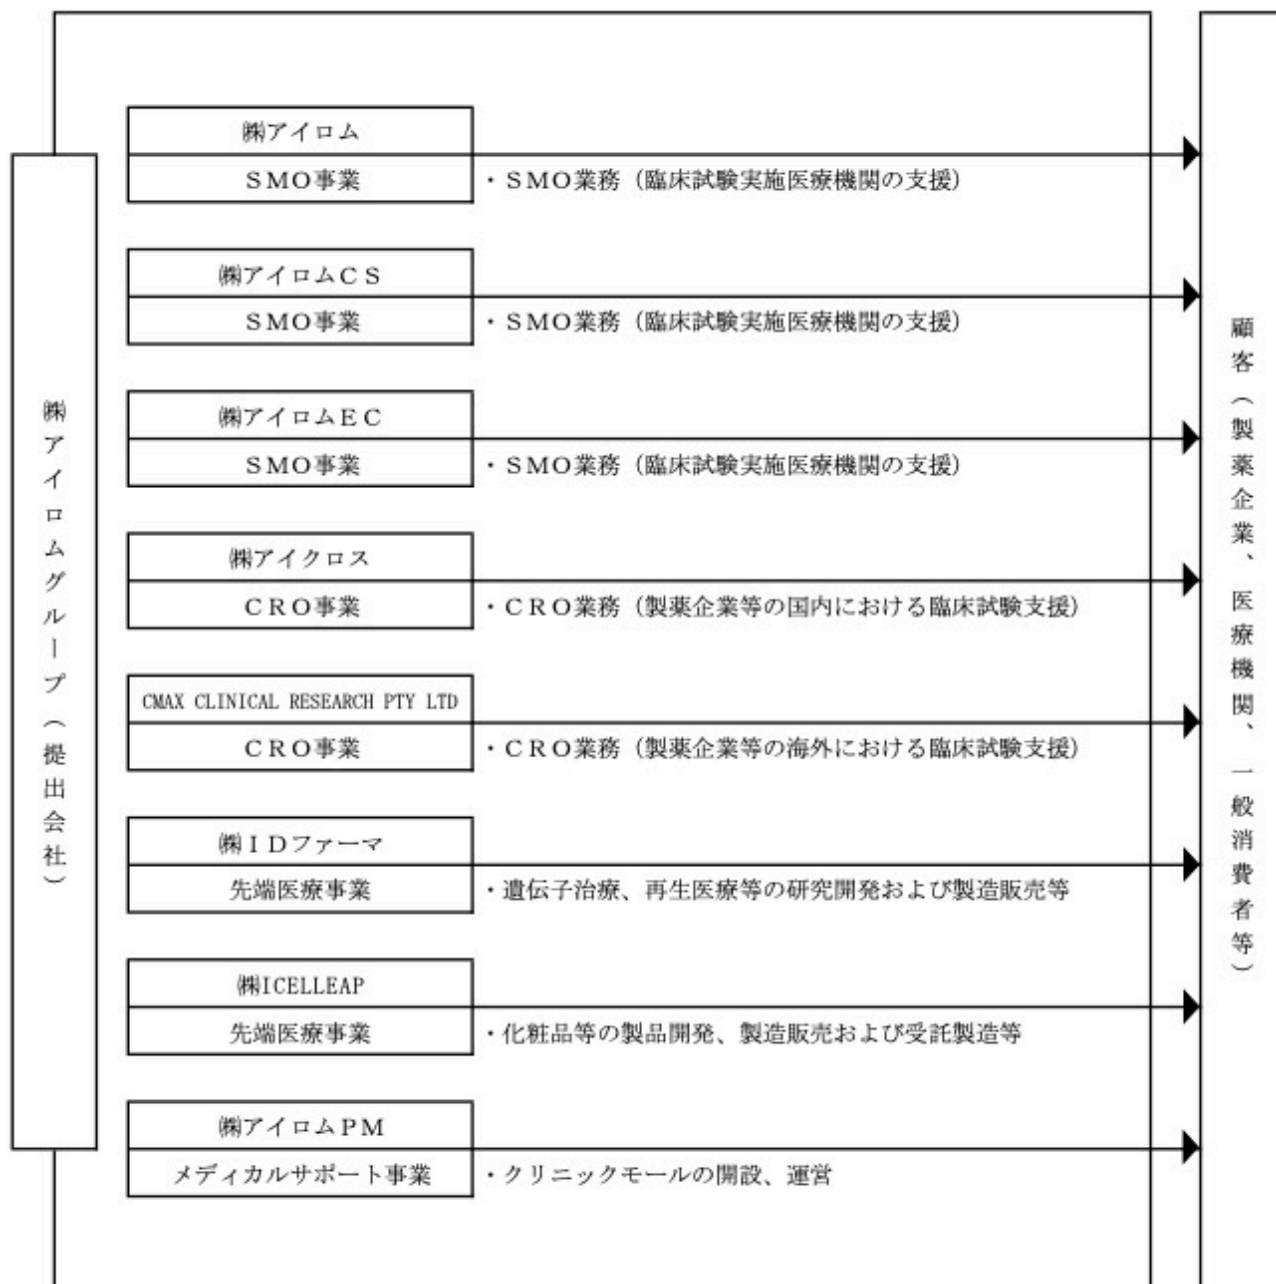 ㈱アイロムグループ(提出会社)
㈱アイロム
SMO事業
・SMO業務(臨床試験実施医療機関の支援)
㈱アイロムCS
SMO事業
・SMO業務(臨床試験実施医療機関の支援)
㈱アイロムEC
SMO事業
・SMO業務(臨床試験実施医療機関の支援)
㈱アイクロス
CRO事業
・CRO業務(製薬企業等の国内における臨床試験支援)
CMAX CLINICAL RESEARCH PTY LTD
CRO事業
・CRO業務(製薬企業等の海外における臨床試験支援)
㈱IDファーマ
先端医療事業
・遺伝子治療、再生医療等の研究開発および製造販売等
㈱ICELLEAP
先端医療事業
・化粧品等の製品開発、製造販売および受託製造等
㈱アイロムPM
メディカルサポート事業
・クリニックモールの開設、運営
顧客(製薬企業、医療機関、一般消費者等)